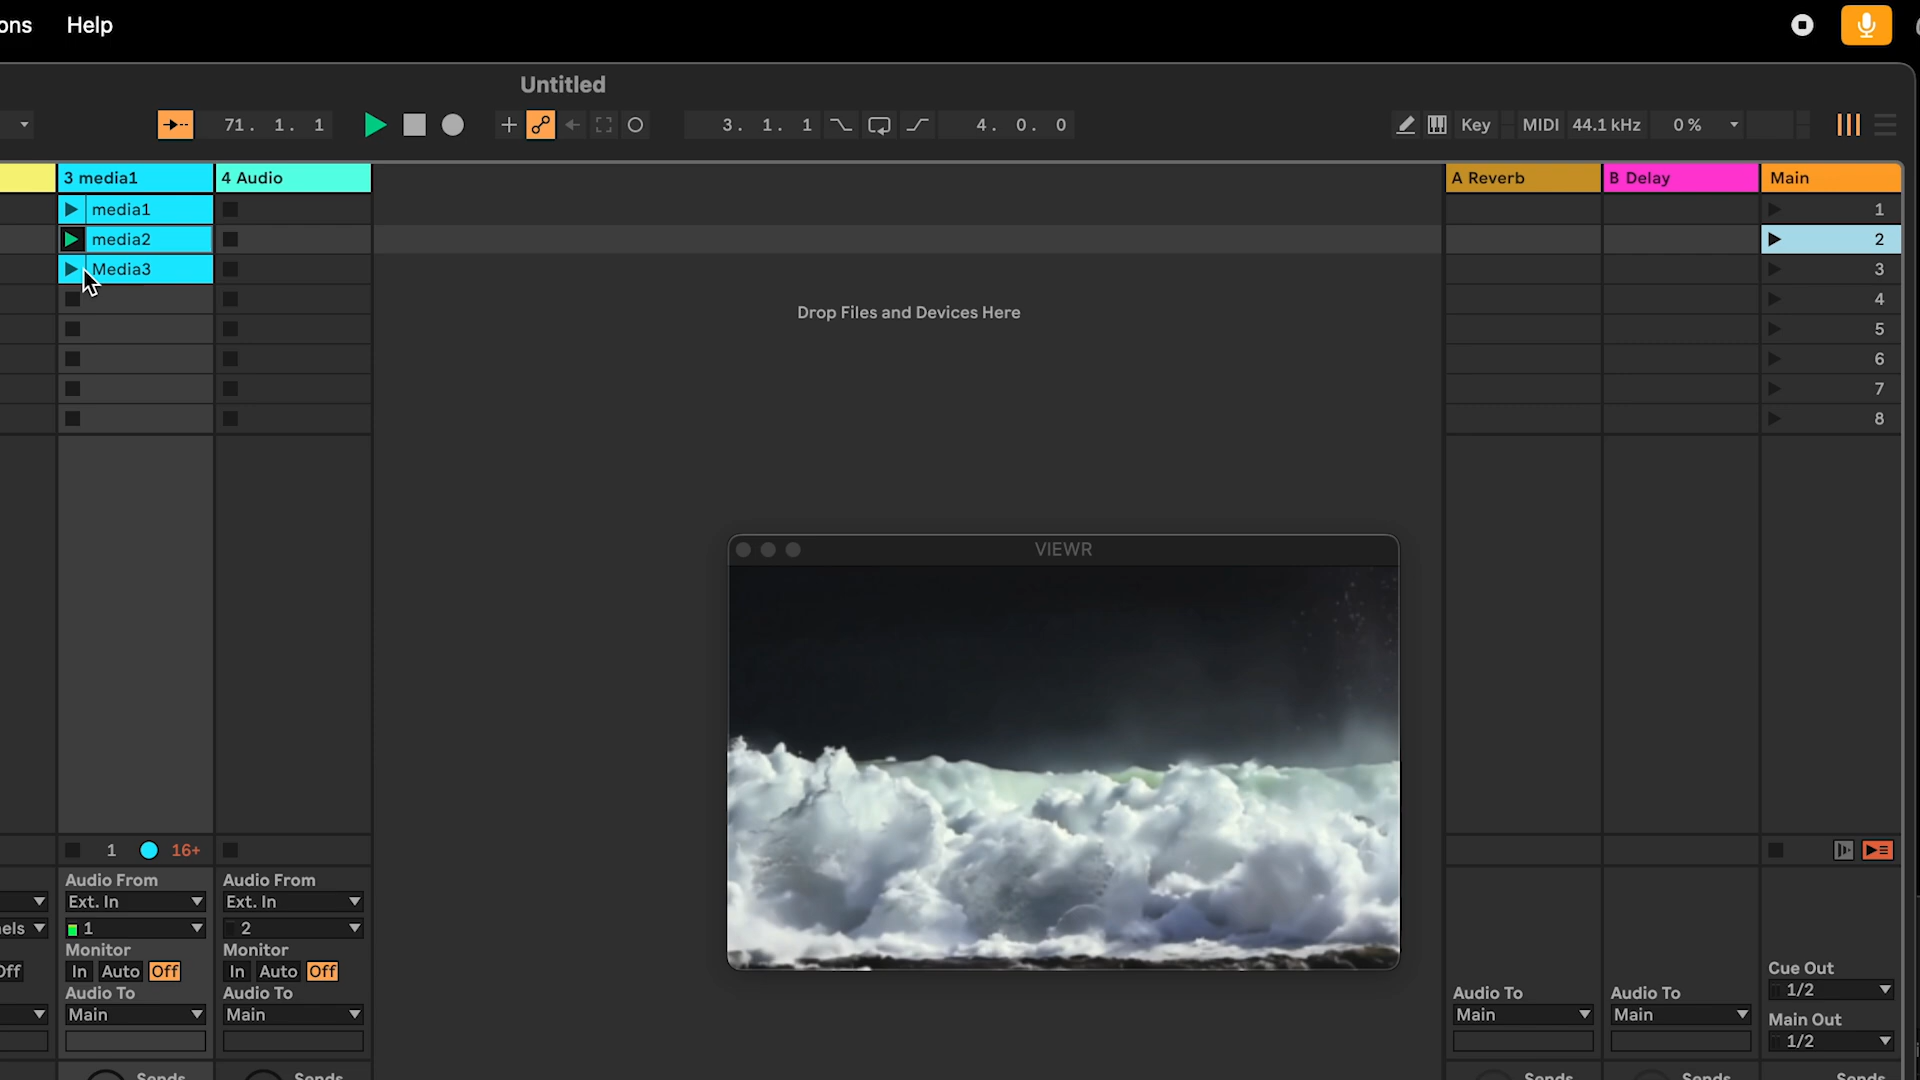 ons Help
Untitled
71. 1. 1
3. 1. 1
4. 0. 0
Key
MIDI
44.1 kHz
0 %
3 media1
4 Audio
A Reverb
B Delay
Main
media1
1
media2
2
Media3
3
Drop Files and Devices Here
4
5
6
7
8
VIEWR
1
16+
Audio From
Audio From
Ext. In
Ext. In
els
1
2
Monitor
Monitor
Off
In Auto Off
In Auto Off
Audio To
Audio To
Main
Main
Audio To
Main
Audio To
Main
Cue Out
1/2
Main Out
1/2
Sends
Sends
Sends
Sends
Sends